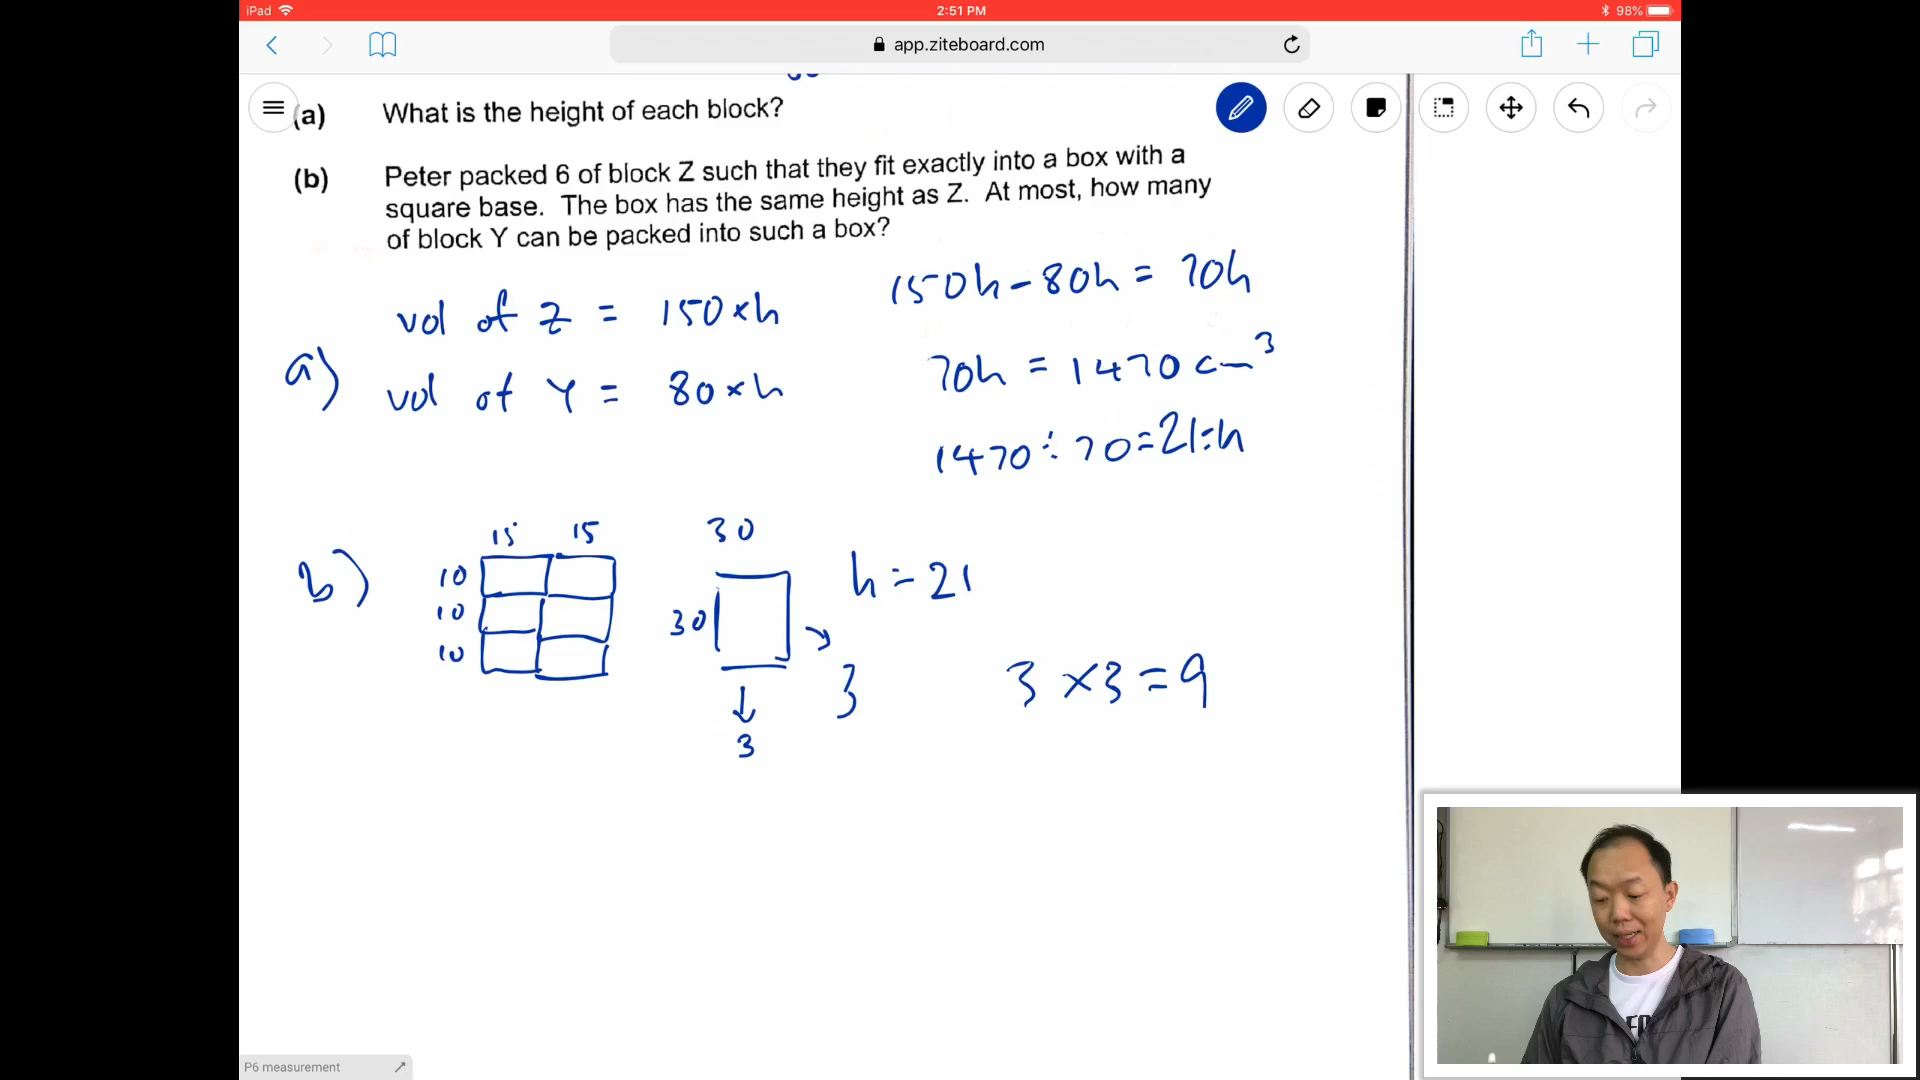 iPad 2:51 PM 98%
app.ziteboard.com
(a) What is the height of each block?
(b) Peter packed 6 of block Z such that they fit exactly into a box with a
square base. The box has the same height as Z. At most, how many
of block Y can be packed into such a box?
150h - 80h = 70h
vol of Z = 150 × h
70h = 1470 cm³
a)
vol of Y = 80 × h
1470 ÷ 70 = 21 = h
15 15 30
b) 10 h = 21
10 30
10
3 3 × 3 = 9
3
P6 measurement